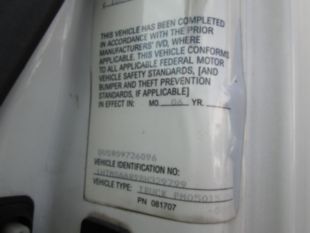 THIS VEHICLE HAS BEEN COMPLETED
IN ACCORDANCE WITH THE PRIOR
MANUFACTURERS' IVD, WHERE
APPLICABLE. THIS VEHICLE CONFORMS
TO ALL APPLICABLE FEDERAL MOTOR
VEHICLE SAFETY STANDARDS, [AND
BUMPER AND THEFT PREVENTION
STANDARDS, IF APPLICABLE]
IN EFFECT IN: MO. 06 YR.
VEHICLE IDENTIFICATION NO.:
VEHICLE TYPE: TRUCK
PN 081707